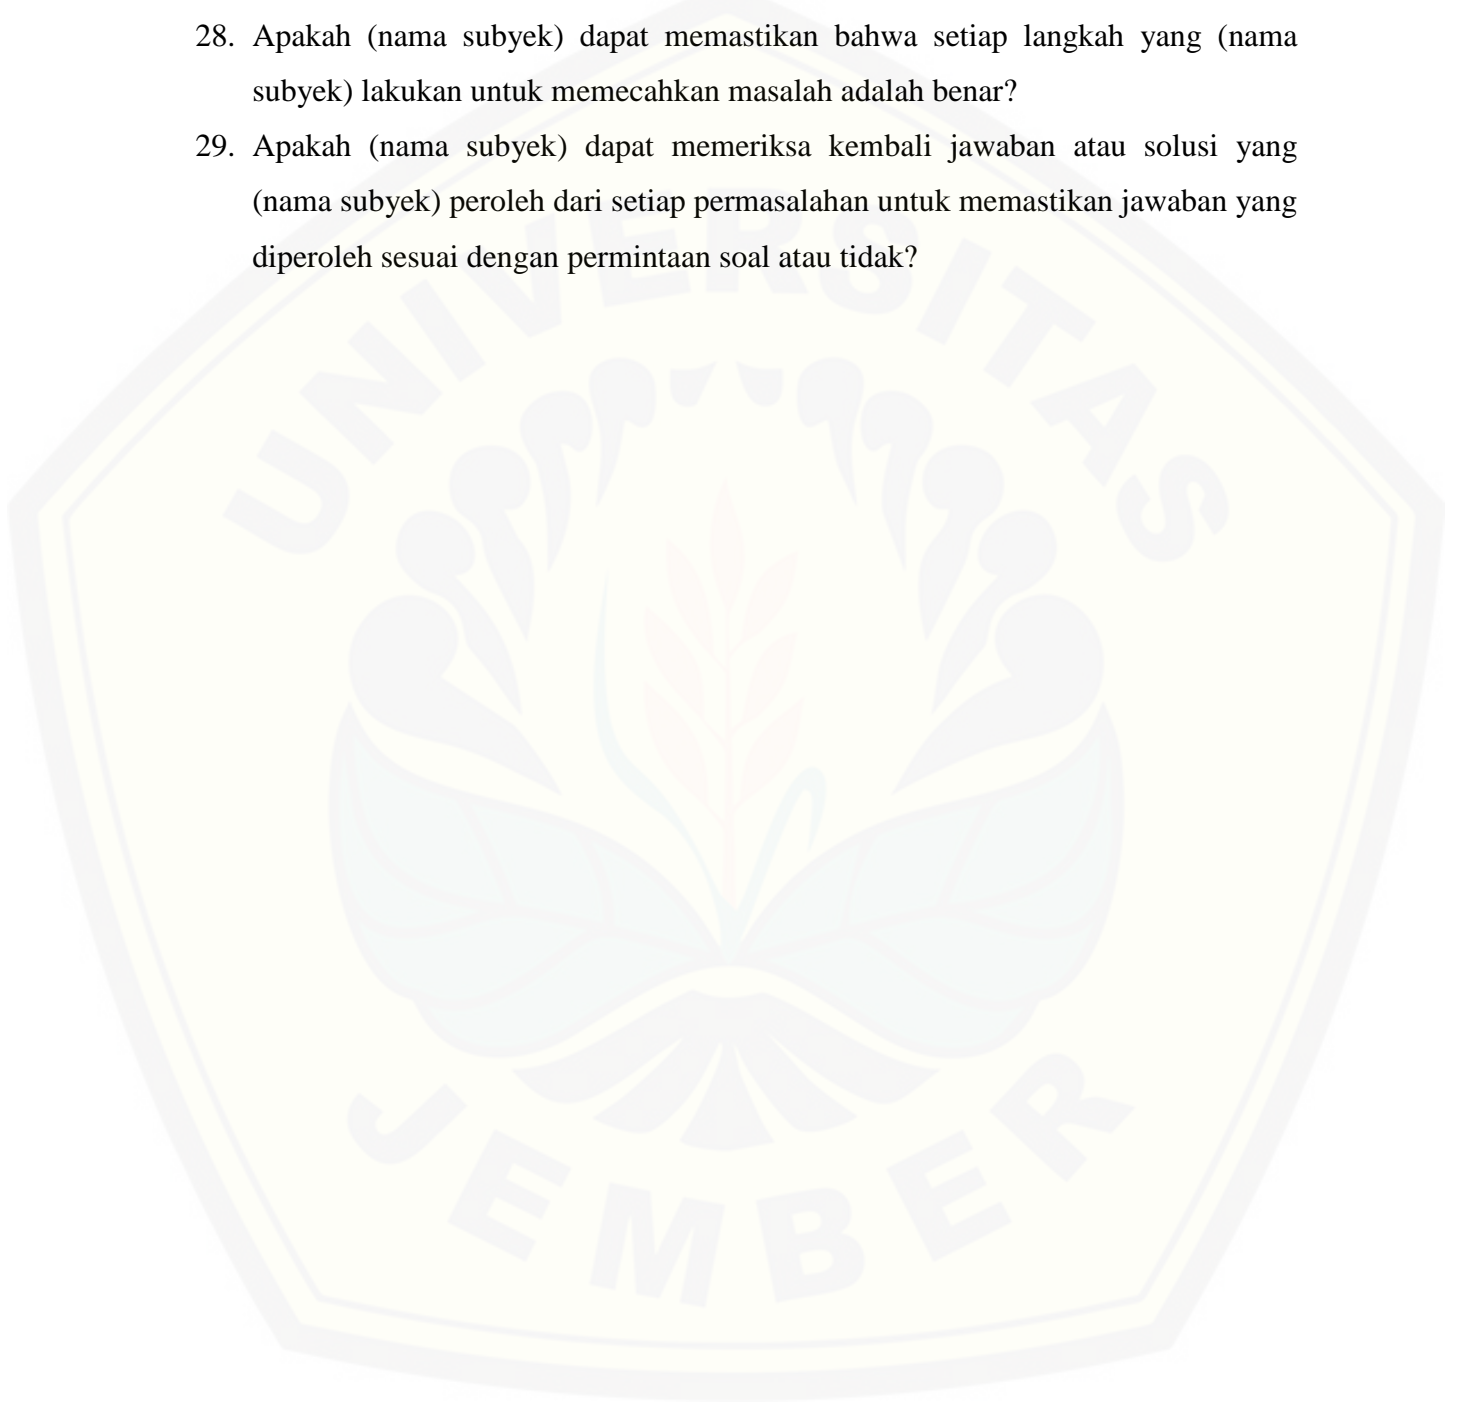 28. Apakah (nama subyek) dapat memastikan bahwa setiap langkah yang (nama
subyek) lakukan untuk memecahkan masalah adalah benar?
29. Apakah (nama subyek) dapat memeriksa kembali jawaban atau solusi yang
(nama subyek) peroleh dari setiap permasalahan untuk memastikan jawaban yang
diperoleh sesuai dengan permintaan soal atau tidak?
UNIVERSITAS
JEMBER